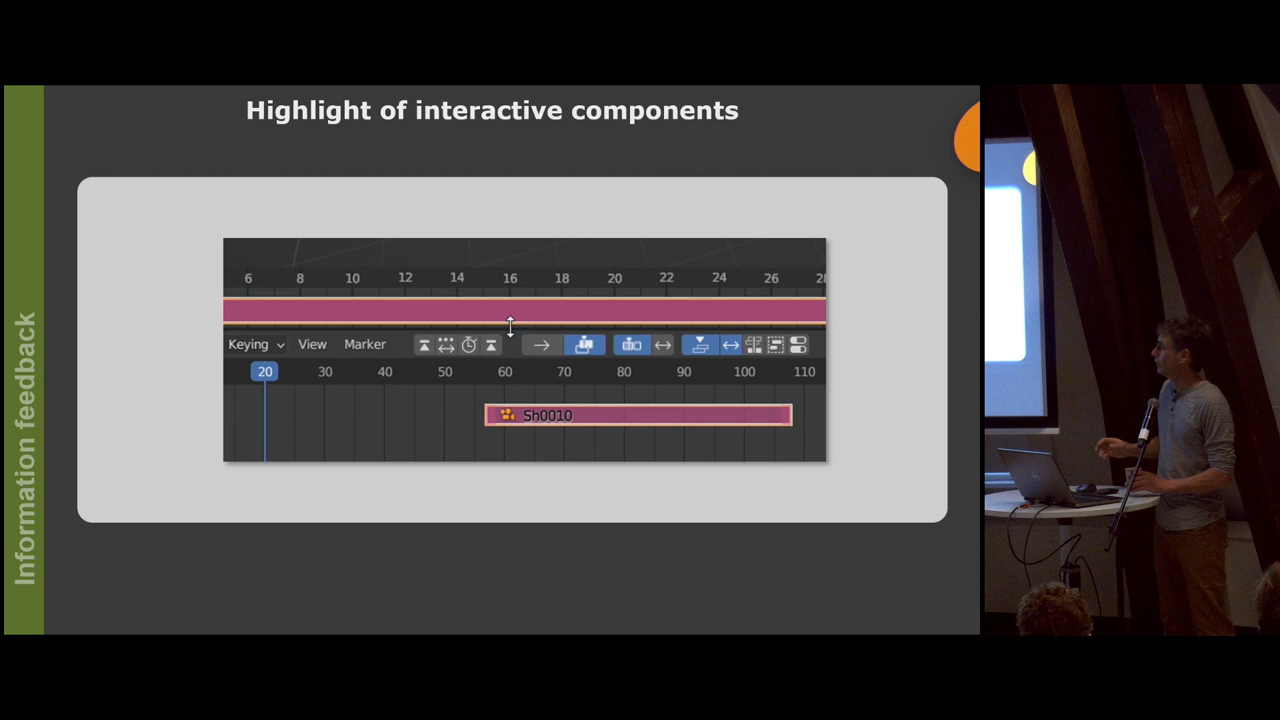 Highlight of interactive components
Information feedback
6 8 10 12 14 16 18 20 22 24 26 28
Keying View Marker
20 30 40 50 60 70 80 90 100 110
Sh0010